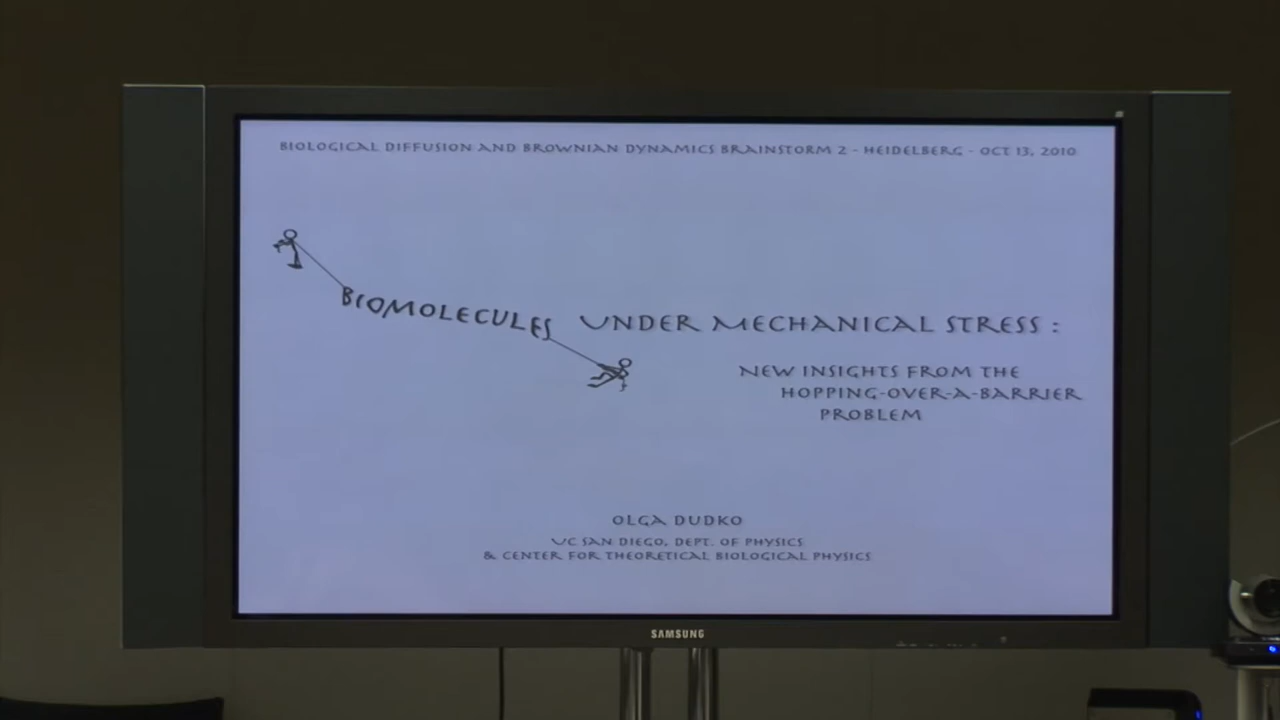 BIOLOGICAL DIFFUSION AND BROWNIAN DYNAMICS BRAINSTORM 2 - HEIDELBERG - OCT 13, 2010
BIOMOLECULES UNDER MECHANICAL STRESS :
NEW INSIGHTS FROM THE
HOPPING-OVER-A-BARRIER
PROBLEM
OLGA DUDKO
UC SAN DIEGO, DEPT. OF PHYSICS
& CENTER FOR THEORETICAL BIOLOGICAL PHYSICS
SAMSUNG